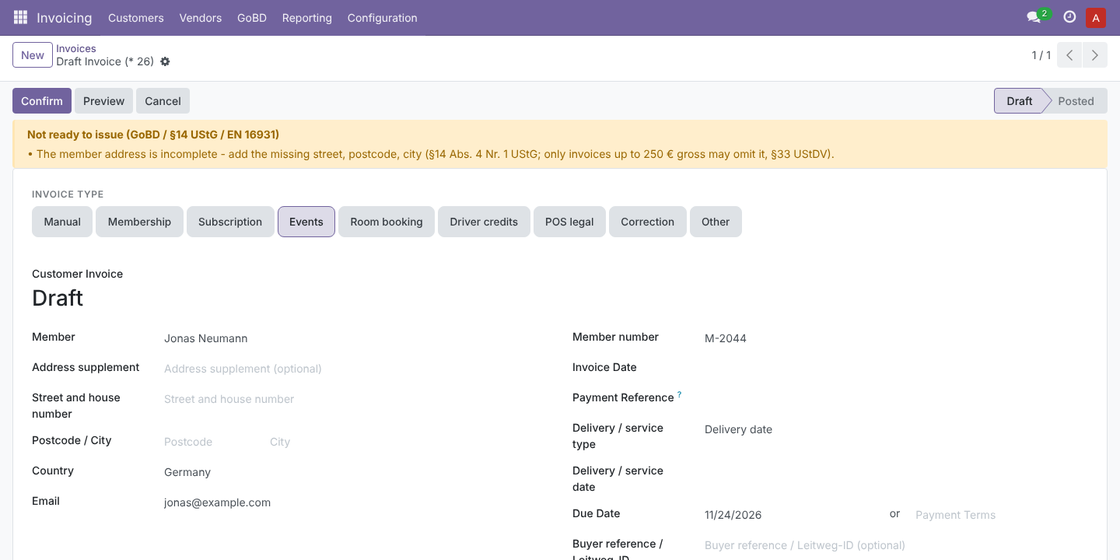 Invoicing Customers Vendors GoBD Reporting Configuration 2 A
New Invoices
Draft Invoice (* 26) 1 / 1
Confirm Preview Cancel Draft Posted
Not ready to issue (GoBD / §14 UStG / EN 16931)
• The member address is incomplete - add the missing street, postcode, city (§14 Abs. 4 Nr. 1 UStG; only invoices up to 250 € gross may omit it, §33 UStDV).
INVOICE TYPE
Manual Membership Subscription Events Room booking Driver credits POS legal Correction Other
Customer Invoice
Draft
Member Jonas Neumann
Address supplement Address supplement (optional)
Street and house number Street and house number
Postcode / City Postcode City
Country Germany
Email jonas@example.com
Member number M-2044
Invoice Date
Payment Reference ?
Delivery / service type Delivery date
Delivery / service date
Due Date 11/24/2026 or Payment Terms
Buyer reference / Buyer reference / Leitweg-ID (optional)
Leitweg-ID